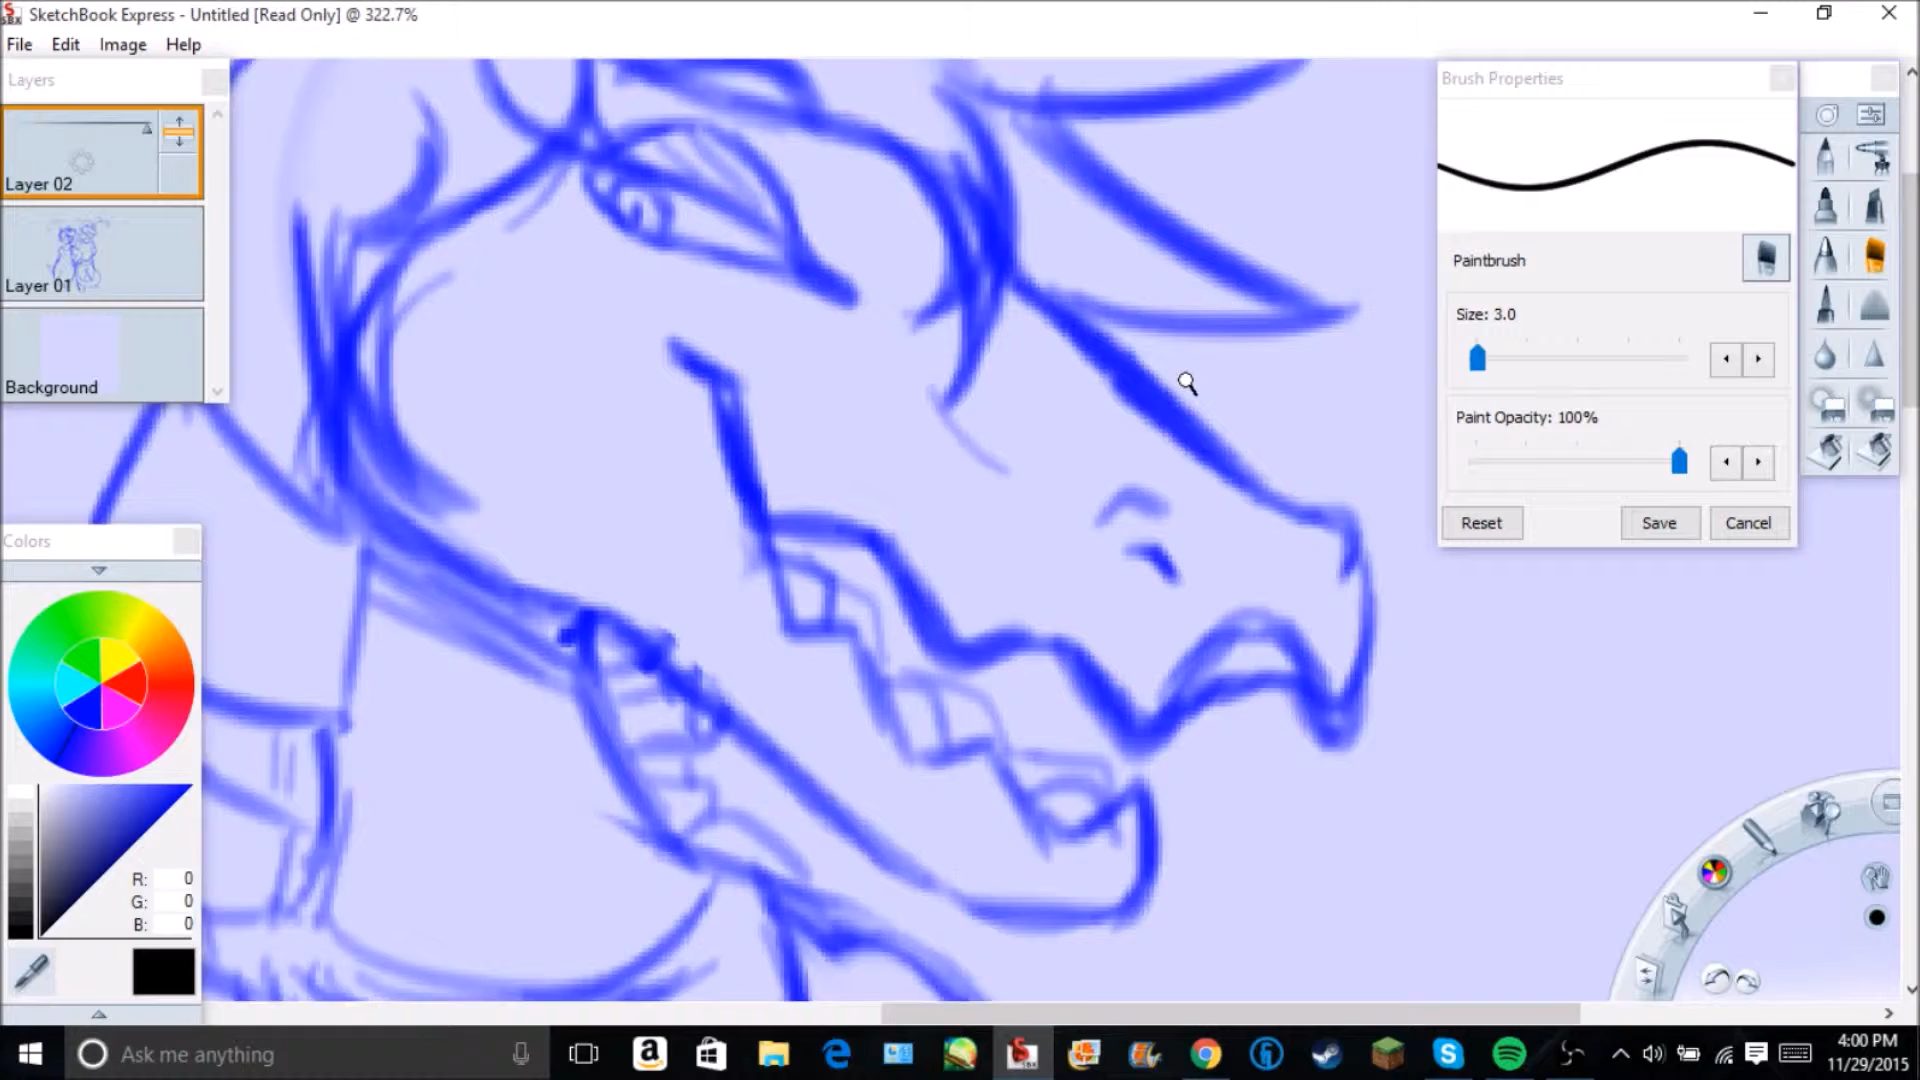 SketchBook Express - Untitled [Read Only] @ 322.7%
File Edit Image Help
Layers
Layer 02
Layer 01
Background
Colors
R: 0
G: 0
B: 0
Brush Properties
Paintbrush
Size: 3.0
Paint Opacity: 100%
Reset Save Cancel
Ask me anything
4:00 PM
11/29/2015